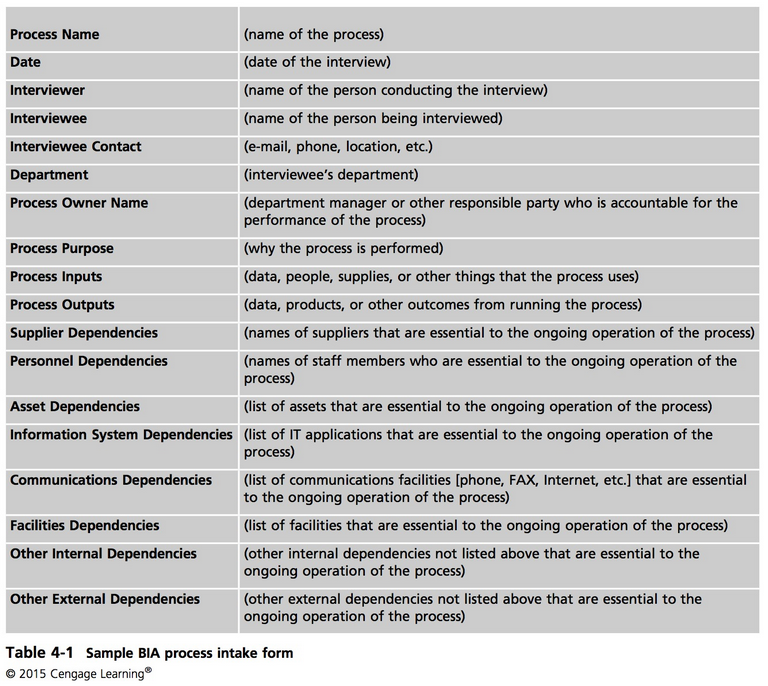 Process Name (name of the process)
Date (date of the interview)
Interviewer (name of the person conducting the interview)
Interviewee (name of the person being interviewed)
Interviewee Contact (e-mail, phone, location, etc.)
Department (interviewee's department)
Process Owner Name (department manager or other responsible party who is accountable for the
performance of the process)
Process Purpose (why the process is performed)
Process Inputs (data, people, supplies, or other things that the process uses)
Process Outputs (data, products, or other outcomes from running the process)
Supplier Dependencies (names of suppliers that are essential to the ongoing operation of the process)
Personnel Dependencies (names of staff members who are essential to the ongoing operation of the
process)
Asset Dependencies (list of assets that are essential to the ongoing operation of the process)
Information System Dependencies (list of IT applications that are essential to the ongoing operation of the
process)
Communications Dependencies (list of communications facilities [phone, FAX, Internet, etc.] that are essential
to the ongoing operation of the process)
Facilities Dependencies (list of facilities that are essential to the ongoing operation of the process)
Other Internal Dependencies (other internal dependencies not listed above that are essential to the
ongoing operation of the process)
Other External Dependencies (other external dependencies not listed above that are essential to the
ongoing operation of the process)
Table 4-1 Sample BIA process intake form
© 2015 Cengage Learning®